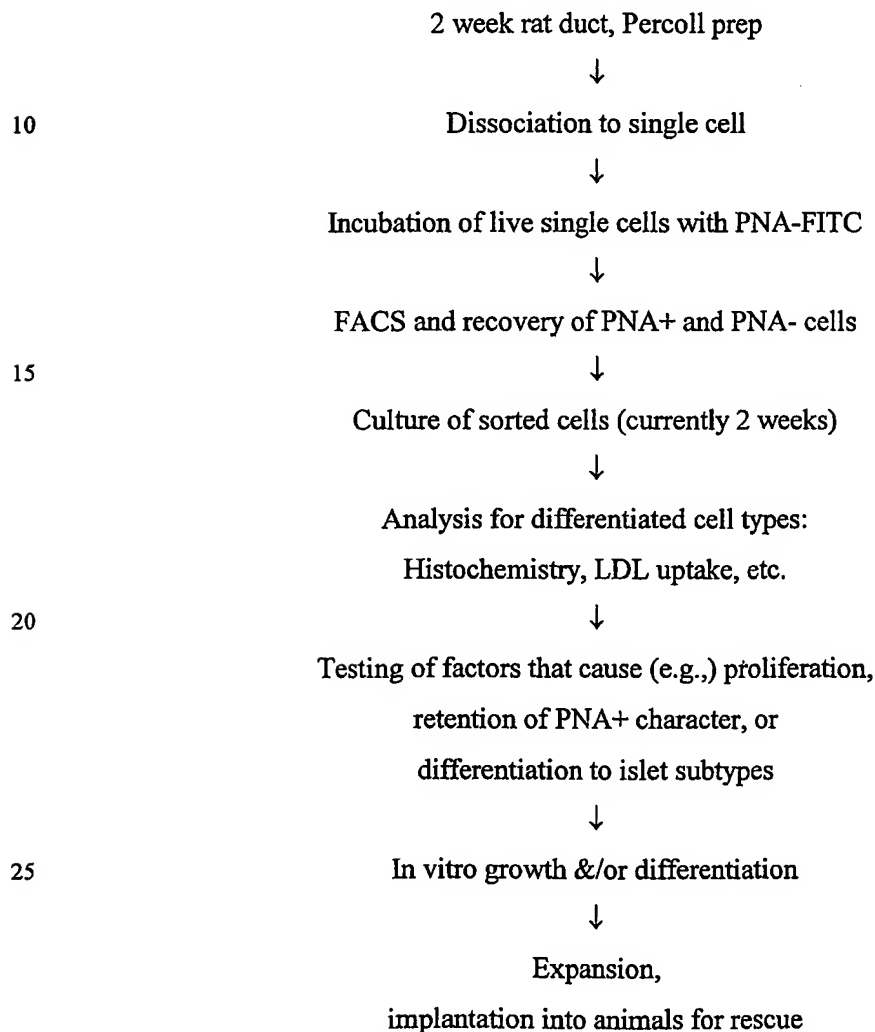 2 week rat duct, Percoll prep
↓
10 Dissociation to single cell
↓
Incubation of live single cells with PNA-FITC
↓
FACS and recovery of PNA+ and PNA- cells
15 ↓
Culture of sorted cells (currently 2 weeks)
↓
Analysis for differentiated cell types:
Histochemistry, LDL uptake, etc.
20 ↓
Testing of factors that cause (e.g.,) proliferation,
retention of PNA+ character, or
differentiation to islet subtypes
↓
25 In vitro growth &/or differentiation
↓
Expansion,
implantation into animals for rescue